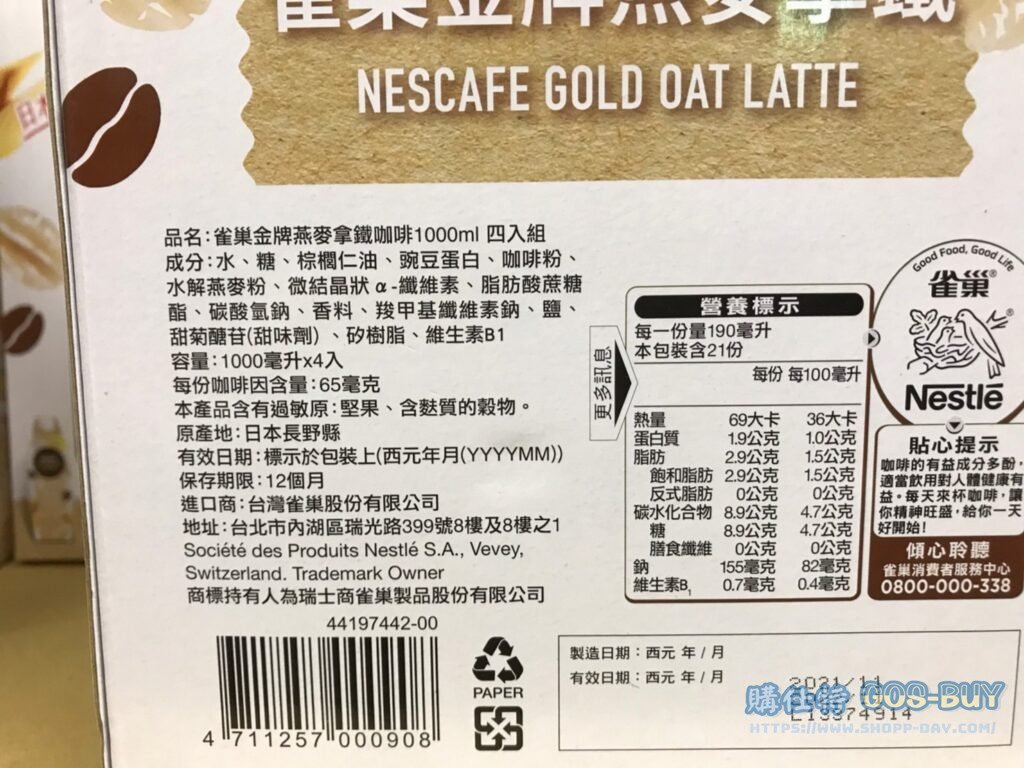 雀巢金牌燕麥拿鐵
NESCAFE GOLD OAT LATTE
品名:雀巢金牌燕麥拿鐵咖啡1000ml 四入組
成分:水、糖、棕櫚仁油、豌豆蛋白、咖啡粉、
水解燕麥粉、微結晶狀α-纖維素、脂肪酸蔗糖
酯、碳酸氫鈉、香料、羧甲基纖維素鈉、鹽、
甜菊醣苷(甜味劑)、矽樹脂、維生素B1
容量:1000毫升x4入
每份咖啡因含量:65毫克
本產品含有過敏原:堅果、含麩質的穀物。
原產地:日本長野縣
有效日期:標示於包裝上(西元年月(YYYYMM))
保存期限:12個月
進口商:台灣雀巢股份有限公司
地址:台北市內湖區瑞光路399號8樓及8樓之1
Société des Produits Nestlé S.A., Vevey,
Switzerland. Trademark Owner
商標持有人為瑞士商雀巢製品股份有限公司
44197442-00
4 711257 000908
PAPER
更多訊息
營養標示
每一份量190毫升
本包裝含21份
每份 每100毫升
熱量 69大卡 36大卡
蛋白質 1.9公克 1.0公克
脂肪 2.9公克 1.5公克
飽和脂肪 2.9公克 1.5公克
反式脂肪 0公克 0公克
碳水化合物 8.9公克 4.7公克
糖 8.9公克 4.7公克
膳食纖維 0公克 0公克
鈉 155毫克 82毫克
維生素B1 0.7毫克 0.4毫克
Good Food, Good Life
雀巢®
Nestlé®
貼心提示
咖啡的有益成分多酚,
適當飲用對人體健康有
益。每天來杯咖啡,讓
你精神旺盛,給你一天
好開始!
傾心聆聽
雀巢消費者服務中心
0800-000-338
製造日期:西元 年/月
有效日期:西元 年/月
2021/11
購仕特 GOS-BUY
HTTPS://WWW.SHOPP-DAY.COM/
日本